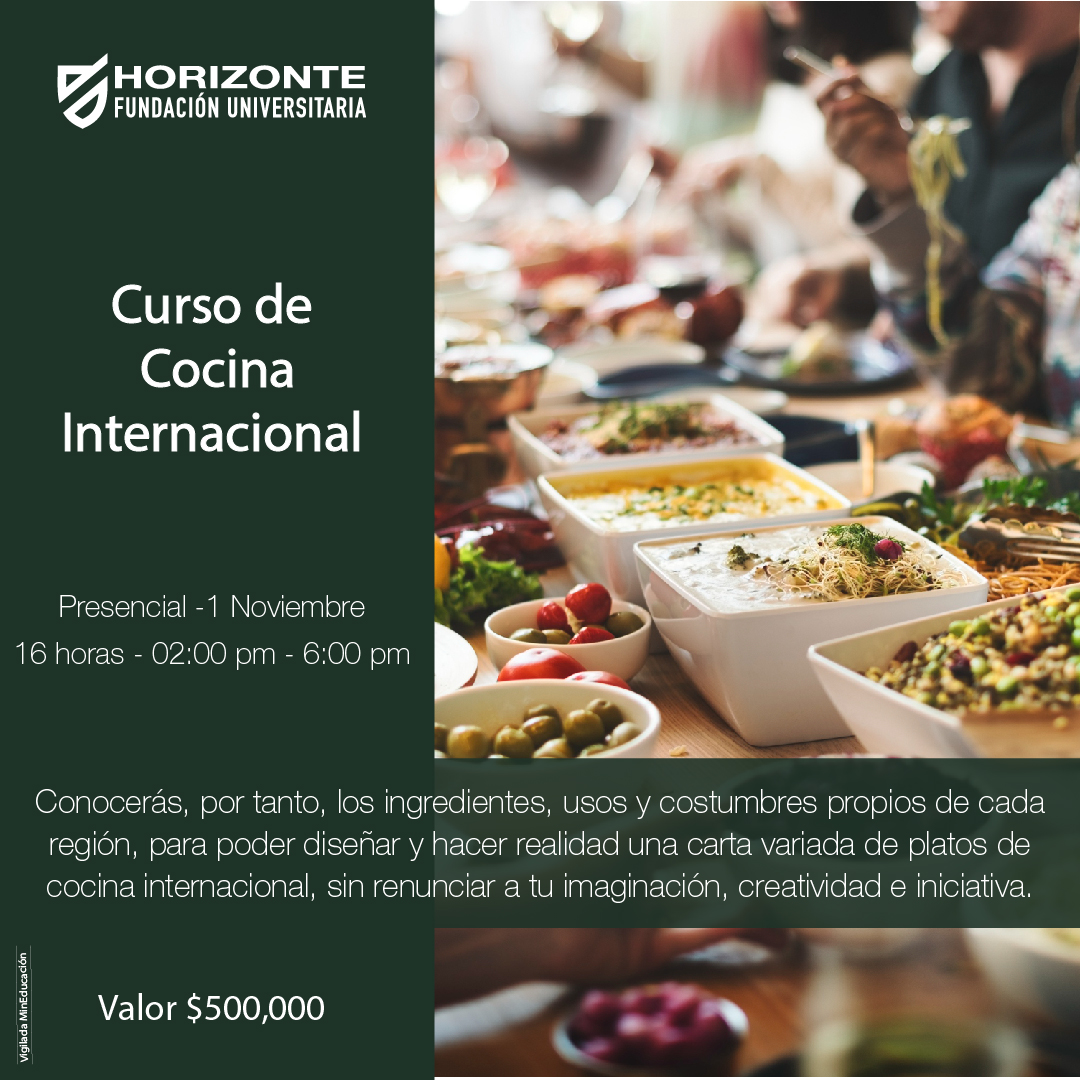 HORIZONTE
FUNDACIÓN UNIVERSITARIA
Curso de
Cocina
Internacional
Presencial -1 Noviembre
16 horas - 02:00 pm - 6:00 pm
Conocerás, por tanto, los ingredientes, usos y costumbres propios de cada
región, para poder diseñar y hacer realidad una carta variada de platos de
cocina internacional, sin renunciar a tu imaginación, creatividad e iniciativa.
Vigilada MinEducación
Valor $500,000